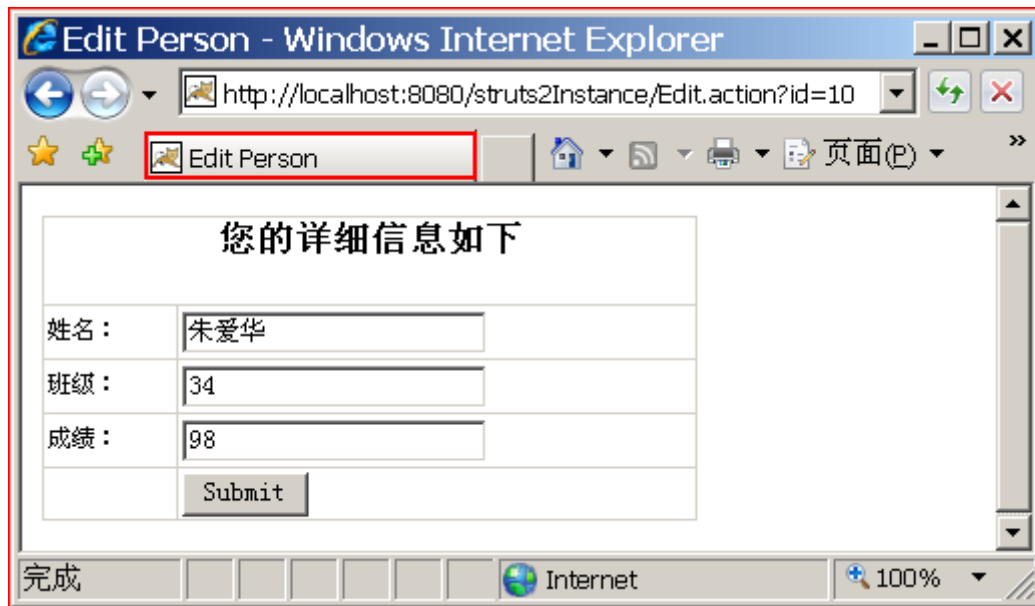 Edit Person - Windows Internet Explorer
http://localhost:8080/struts2Instance/Edit.action?id=10
Edit Person
页面(P)
»
您的详细信息如下
姓名：
朱爱华
班级：
34
成绩：
98
Submit
完成
Internet
100%